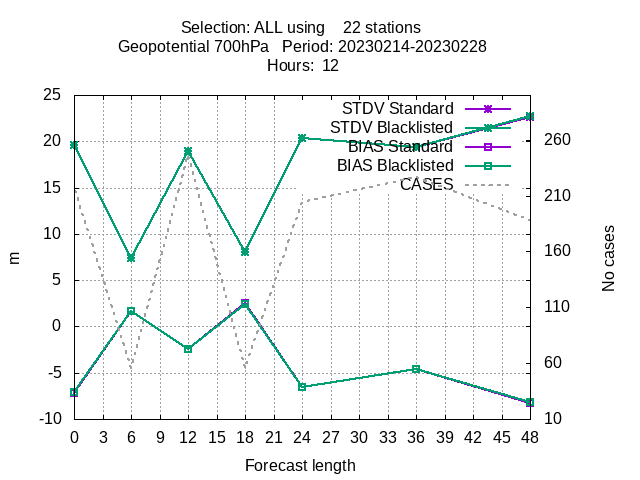 Selection: ALL using    22 stations
Geopotential 700hPa   Period: 20230214-20230228
Hours:  12
STDV Standard
STDV Blacklisted
BIAS Standard
BIAS Blacklisted
CASES
25
20
15
10
5
0
-5
-10
m
260
210
160
110
60
10
No cases
0 3 6 9 12 15 18 21 24 27 30 33 36 39 42 45 48
Forecast length